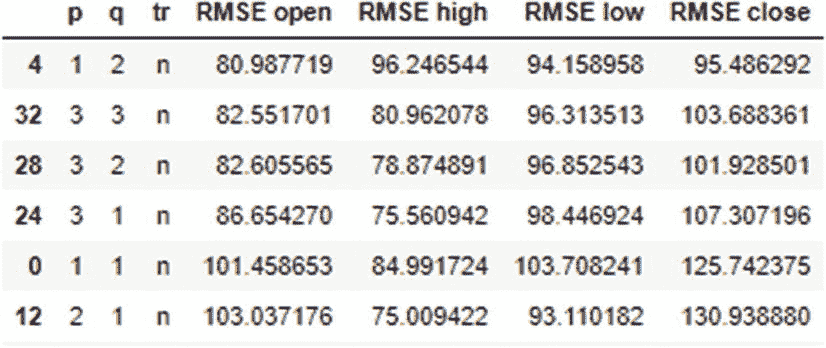 p q tr RMSE open RMSE high RMSE low RMSE close
4 1 2 n 80.987719 96.246544 94.158958 95.486292
32 3 3 n 82.551701 80.962078 96.313513 103.688361
28 3 2 n 82.605565 78.874891 96.852543 101.928501
24 3 1 n 86.654270 75.560942 98.446924 107.307196
0 1 1 n 101.458653 84.991724 103.708241 125.742375
12 2 1 n 103.037176 75.009422 93.110182 130.938880